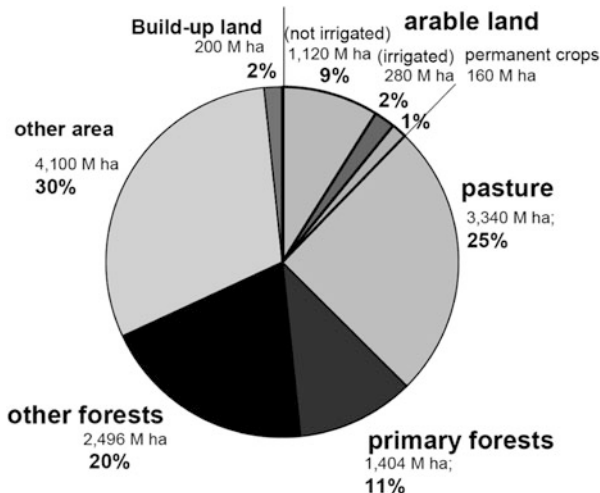 arable land
Build-up land
200 M ha
2%
(not irrigated)
1,120 M ha
9%
(irrigated)
280 M ha
2%
permanent crops
160 M ha
1%
other area
4,100 M ha
30%
pasture
3,340 M ha;
25%
other forests
2,496 M ha
20%
primary forests
1,404 M ha;
11%